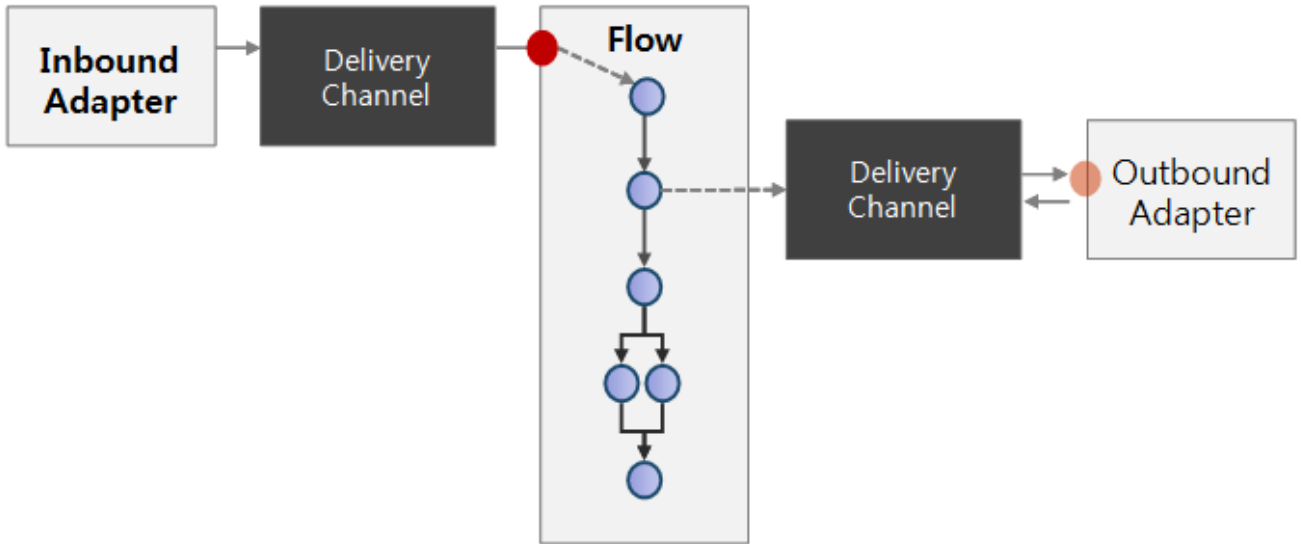 Inbound
Adapter
Delivery
Channel
Flow
Delivery
Channel
Outbound
Adapter